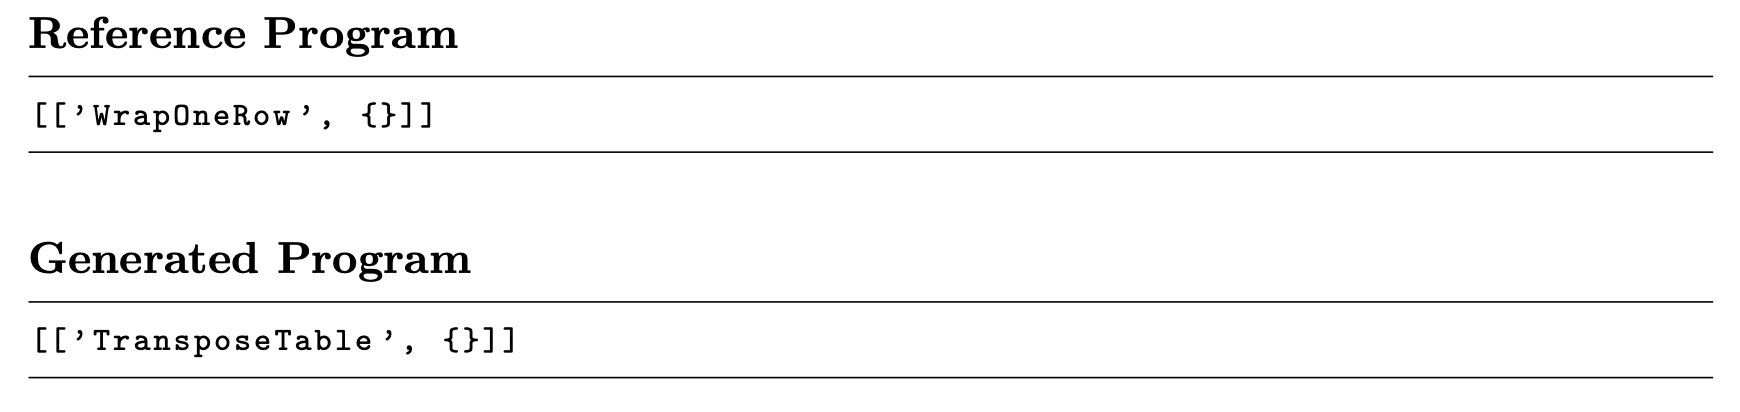 Reference Program
[['WrapOneRow', {}]]
Generated Program
[['TransposeTable', {}]]